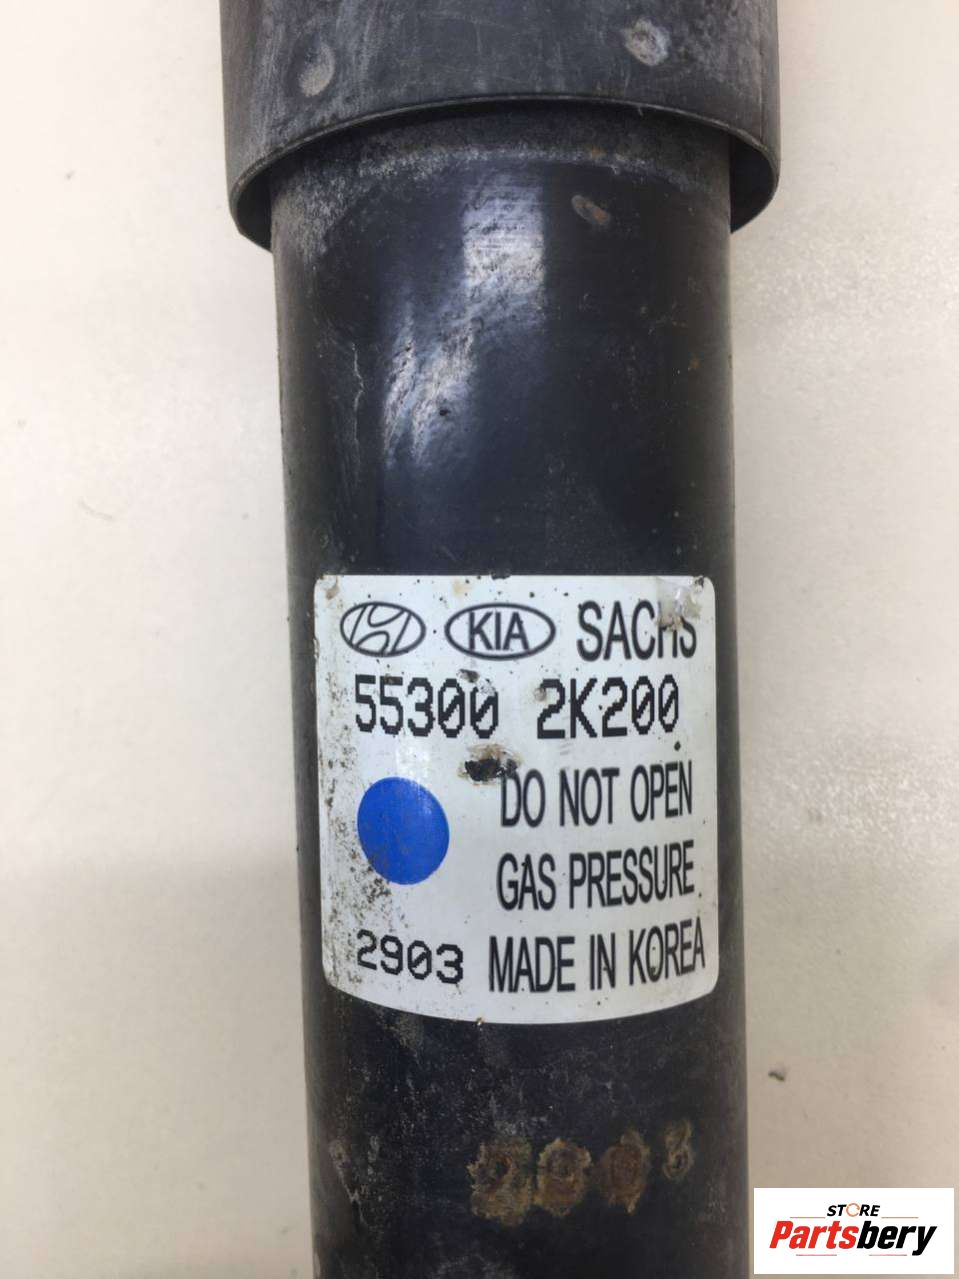 KIA SACHS
55300 2K200
DO NOT OPEN
GAS PRESSURE
2903 MADE IN KOREA
STORE
Partsbery